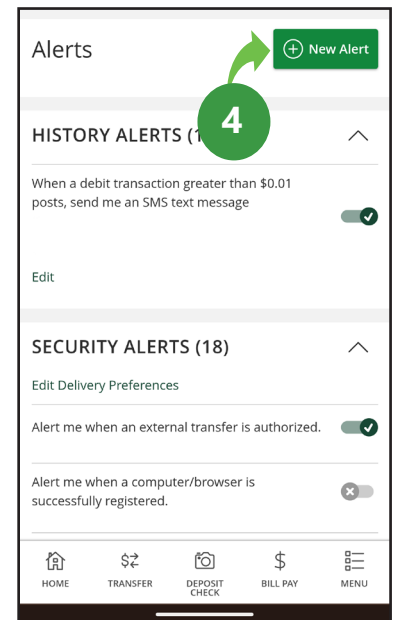 Alerts
New Alert
4
HISTORY ALERTS (1
When a debit transaction greater than $0.01
posts, send me an SMS text message
Edit
SECURITY ALERTS (18)
Edit Delivery Preferences
Alert me when an external transfer is authorized.
Alert me when a computer/browser is
successfully registered.
HOME
TRANSFER
DEPOSIT
CHECK
BILL PAY
MENU